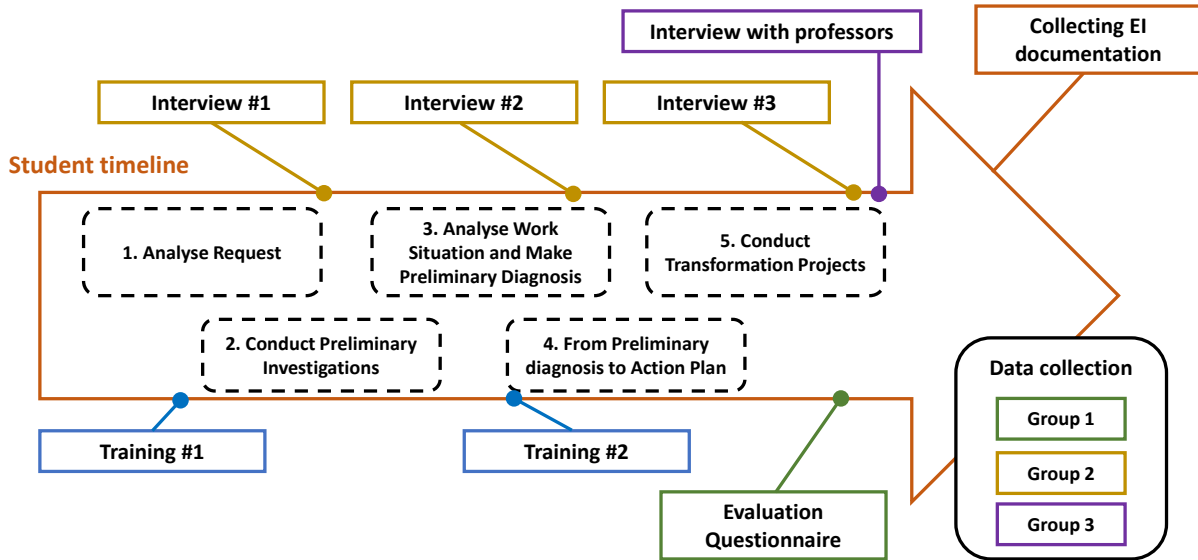 Interview with professors
Collecting EI
documentation
Interview #1
Interview #2
Interview #3
Student timeline
1. Analyse Request
3. Analyse Work
Situation and Make
Preliminary Diagnosis
5. Conduct
Transformation Projects
2. Conduct Preliminary
Investigations
4. From Preliminary
diagnosis to Action Plan
Training #1
Training #2
Evaluation
Questionnaire
Data collection
Group 1
Group 2
Group 3